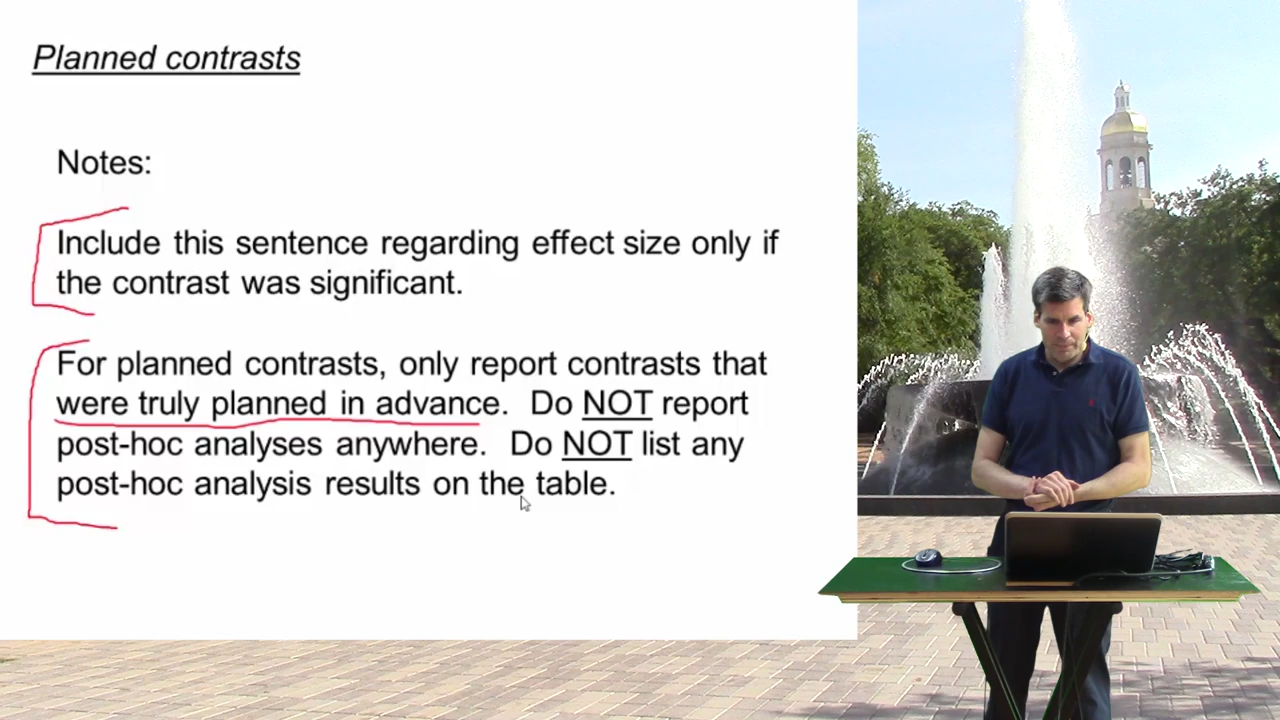 Planned contrasts
Notes:
Include this sentence regarding effect size only if
the contrast was significant.
For planned contrasts, only report contrasts that
were truly planned in advance. Do NOT report
post-hoc analyses anywhere. Do NOT list any
post-hoc analysis results on the table.